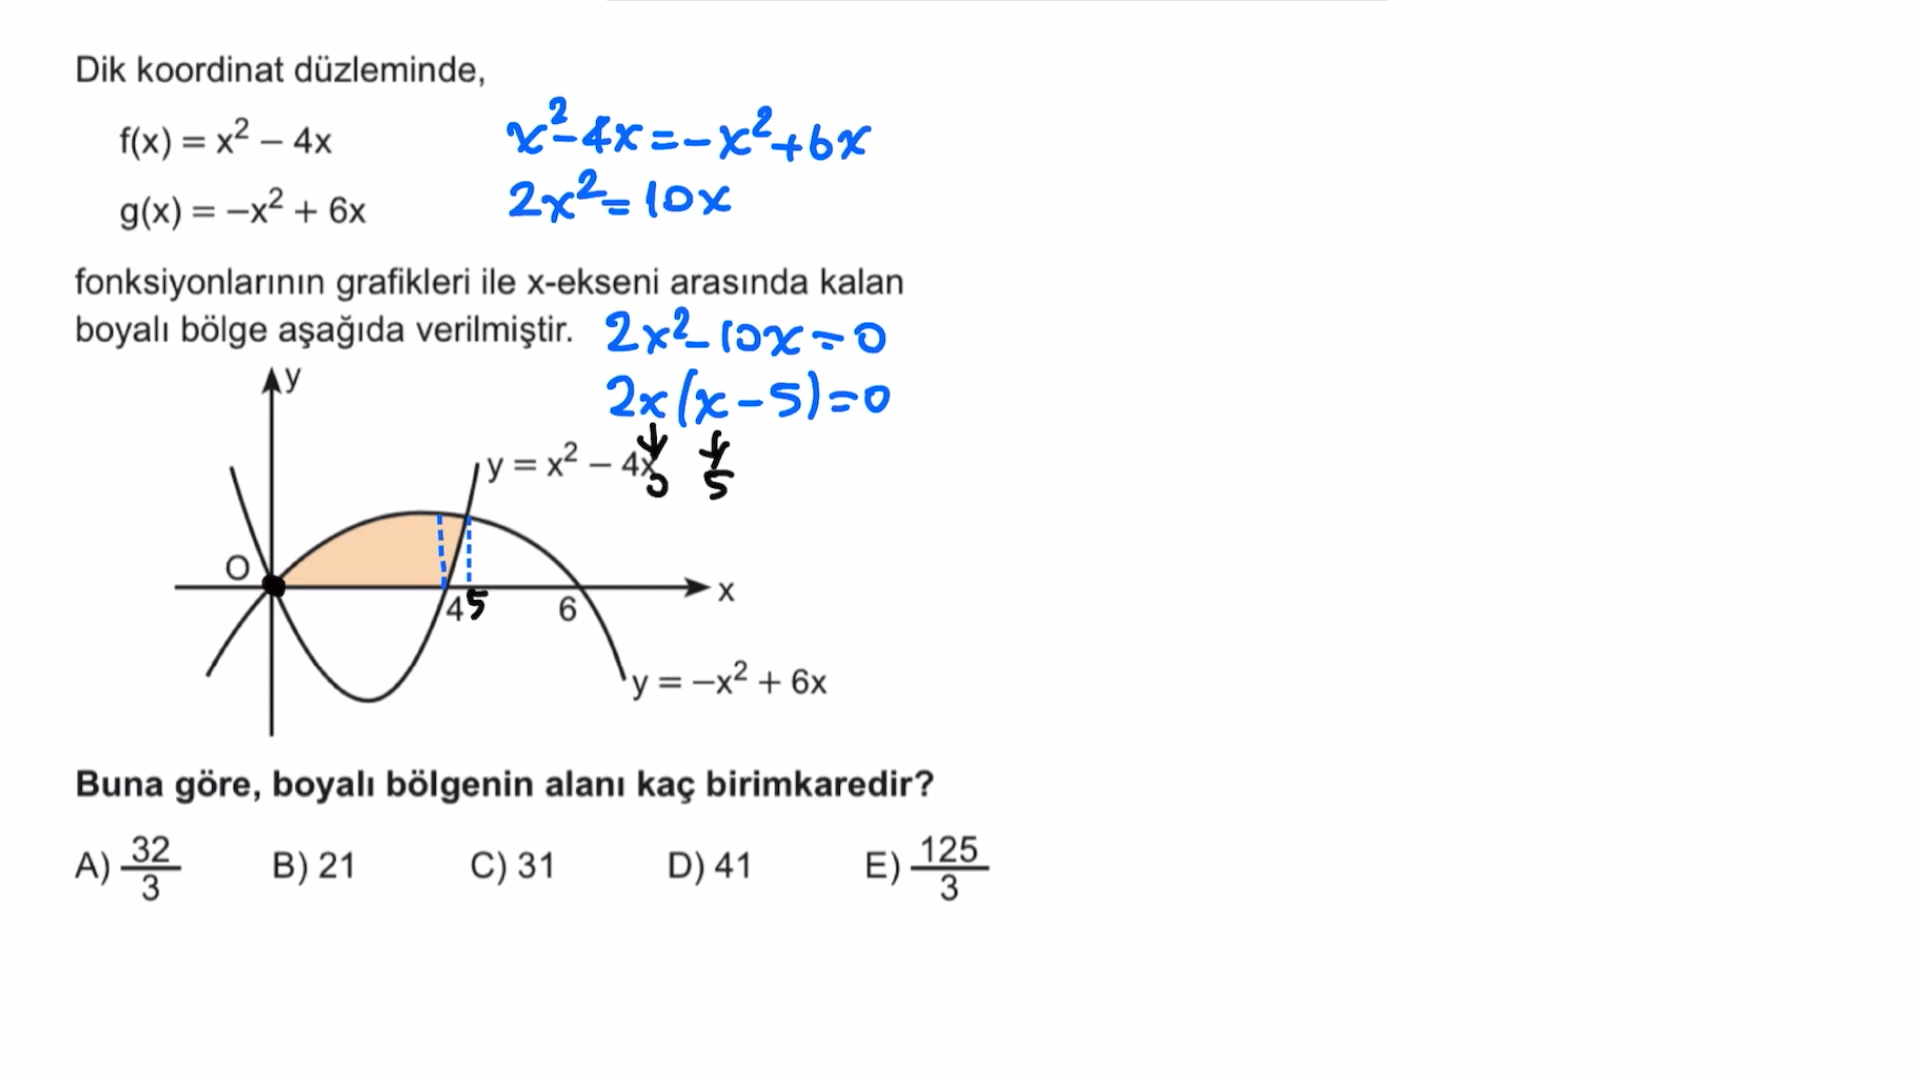 Dik koordinat düzleminde,
f(x) = x² – 4x
x²-4x=-x²+6x
g(x) = –x² + 6x
2x²=10x
fonksiyonlarının grafikleri ile x-ekseni arasında kalan
boyalı bölge aşağıda verilmiştir.
2x²-10x=0
2x(x-5)=0
0 5
y
y = x² – 4x
O
x
4 5 6
y = –x² + 6x
Buna göre, boyalı bölgenin alanı kaç birimkaredir?
A) 32/3 B) 21 C) 31 D) 41 E) 125/3